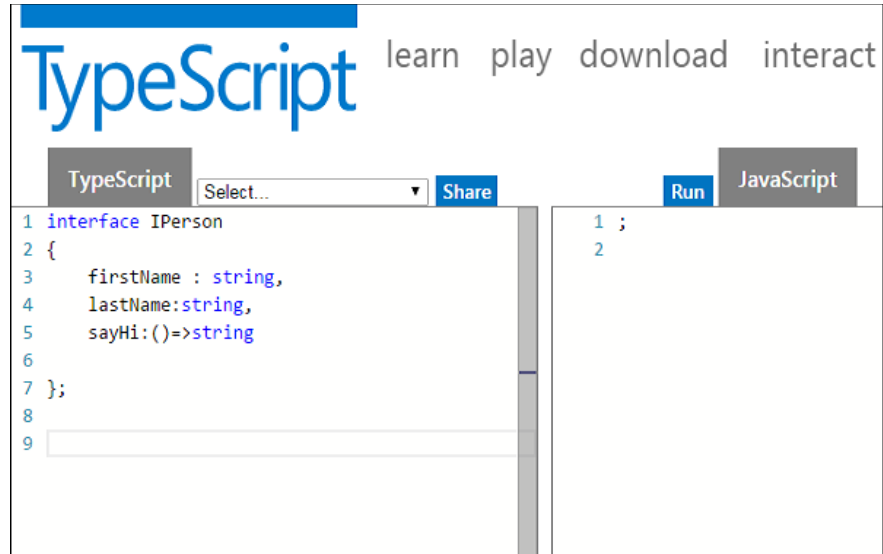 TypeScript learn play download interact
TypeScript Select... Share Run JavaScript
1 interface IPerson
2 {
3 firstName : string,
4 lastName:string,
5 sayHi:()=>string
6
7 };
8
9
1 ;
2